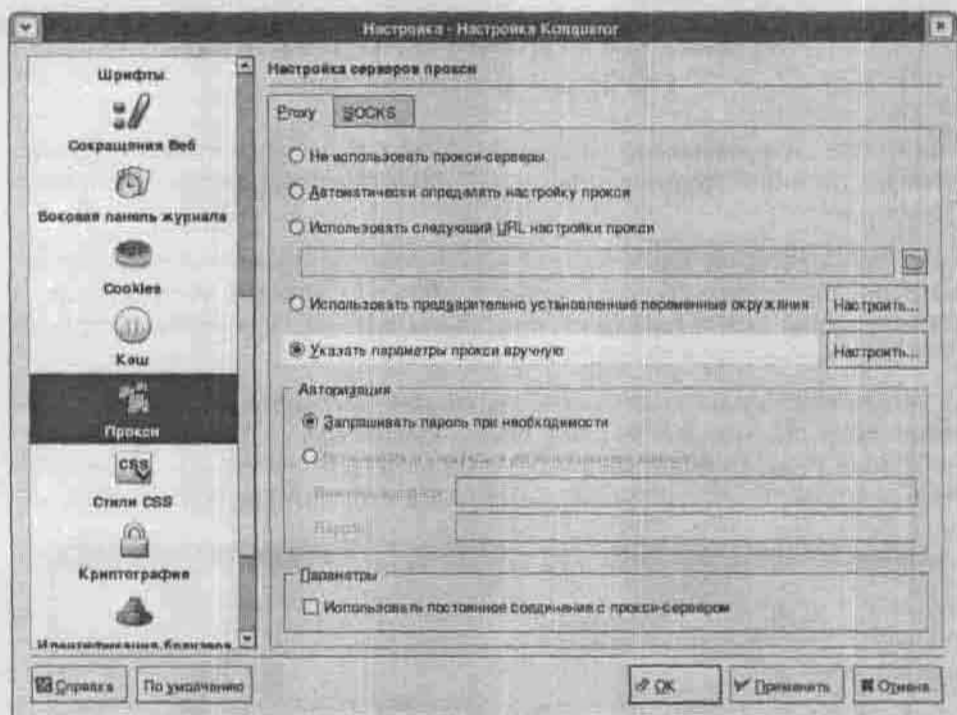 Настройка - Настройка Konqueror
Шрифты
Сокращения Веб
Боковая панель журнала
Cookies
Кэш
Прокси
CSS
Стили CSS
Криптография
Идентификация браузера
Настройка серверов прокси
Proxy
SOCKS
Не использовать прокси-серверы
Автоматически определять настройку прокси
Использовать следующий URL настройки прокси
Использовать предварительно установленные переменные окружения
Настроить...
Указать параметры прокси вручную
Настроить...
Авторизация
Запрашивать пароль при необходимости
Параметры
Использовать постоянное соединение с прокси-сервером
Справка
По умолчанию
OK
Применить
Отмена